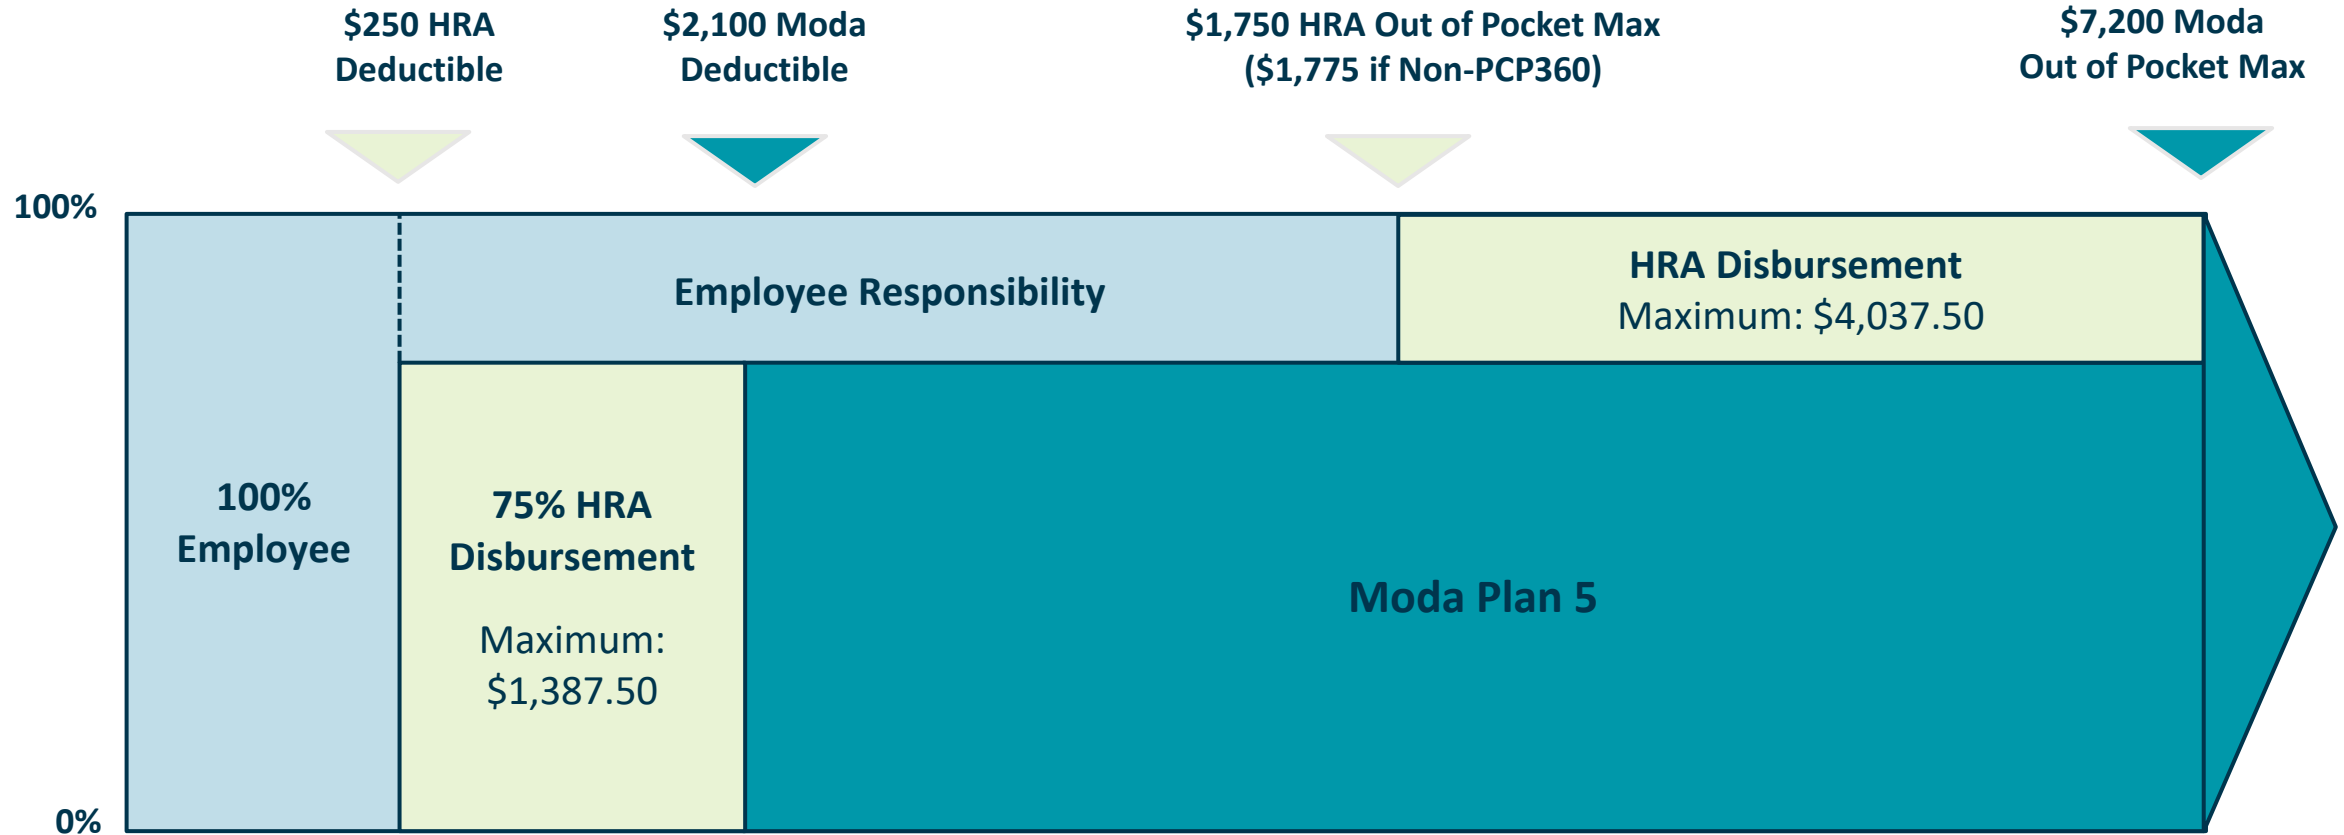 $250 HRA
Deductible
$2,100 Moda
Deductible
$1,750 HRA Out of Pocket Max
($1,775 if Non-PCP360)
$7,200 Moda
Out of Pocket Max
100%
Employee Responsibility
HRA Disbursement
Maximum: $4,037.50
100%
Employee
75% HRA
Disbursement
Maximum:
$1,387.50
Moda Plan 5
0%